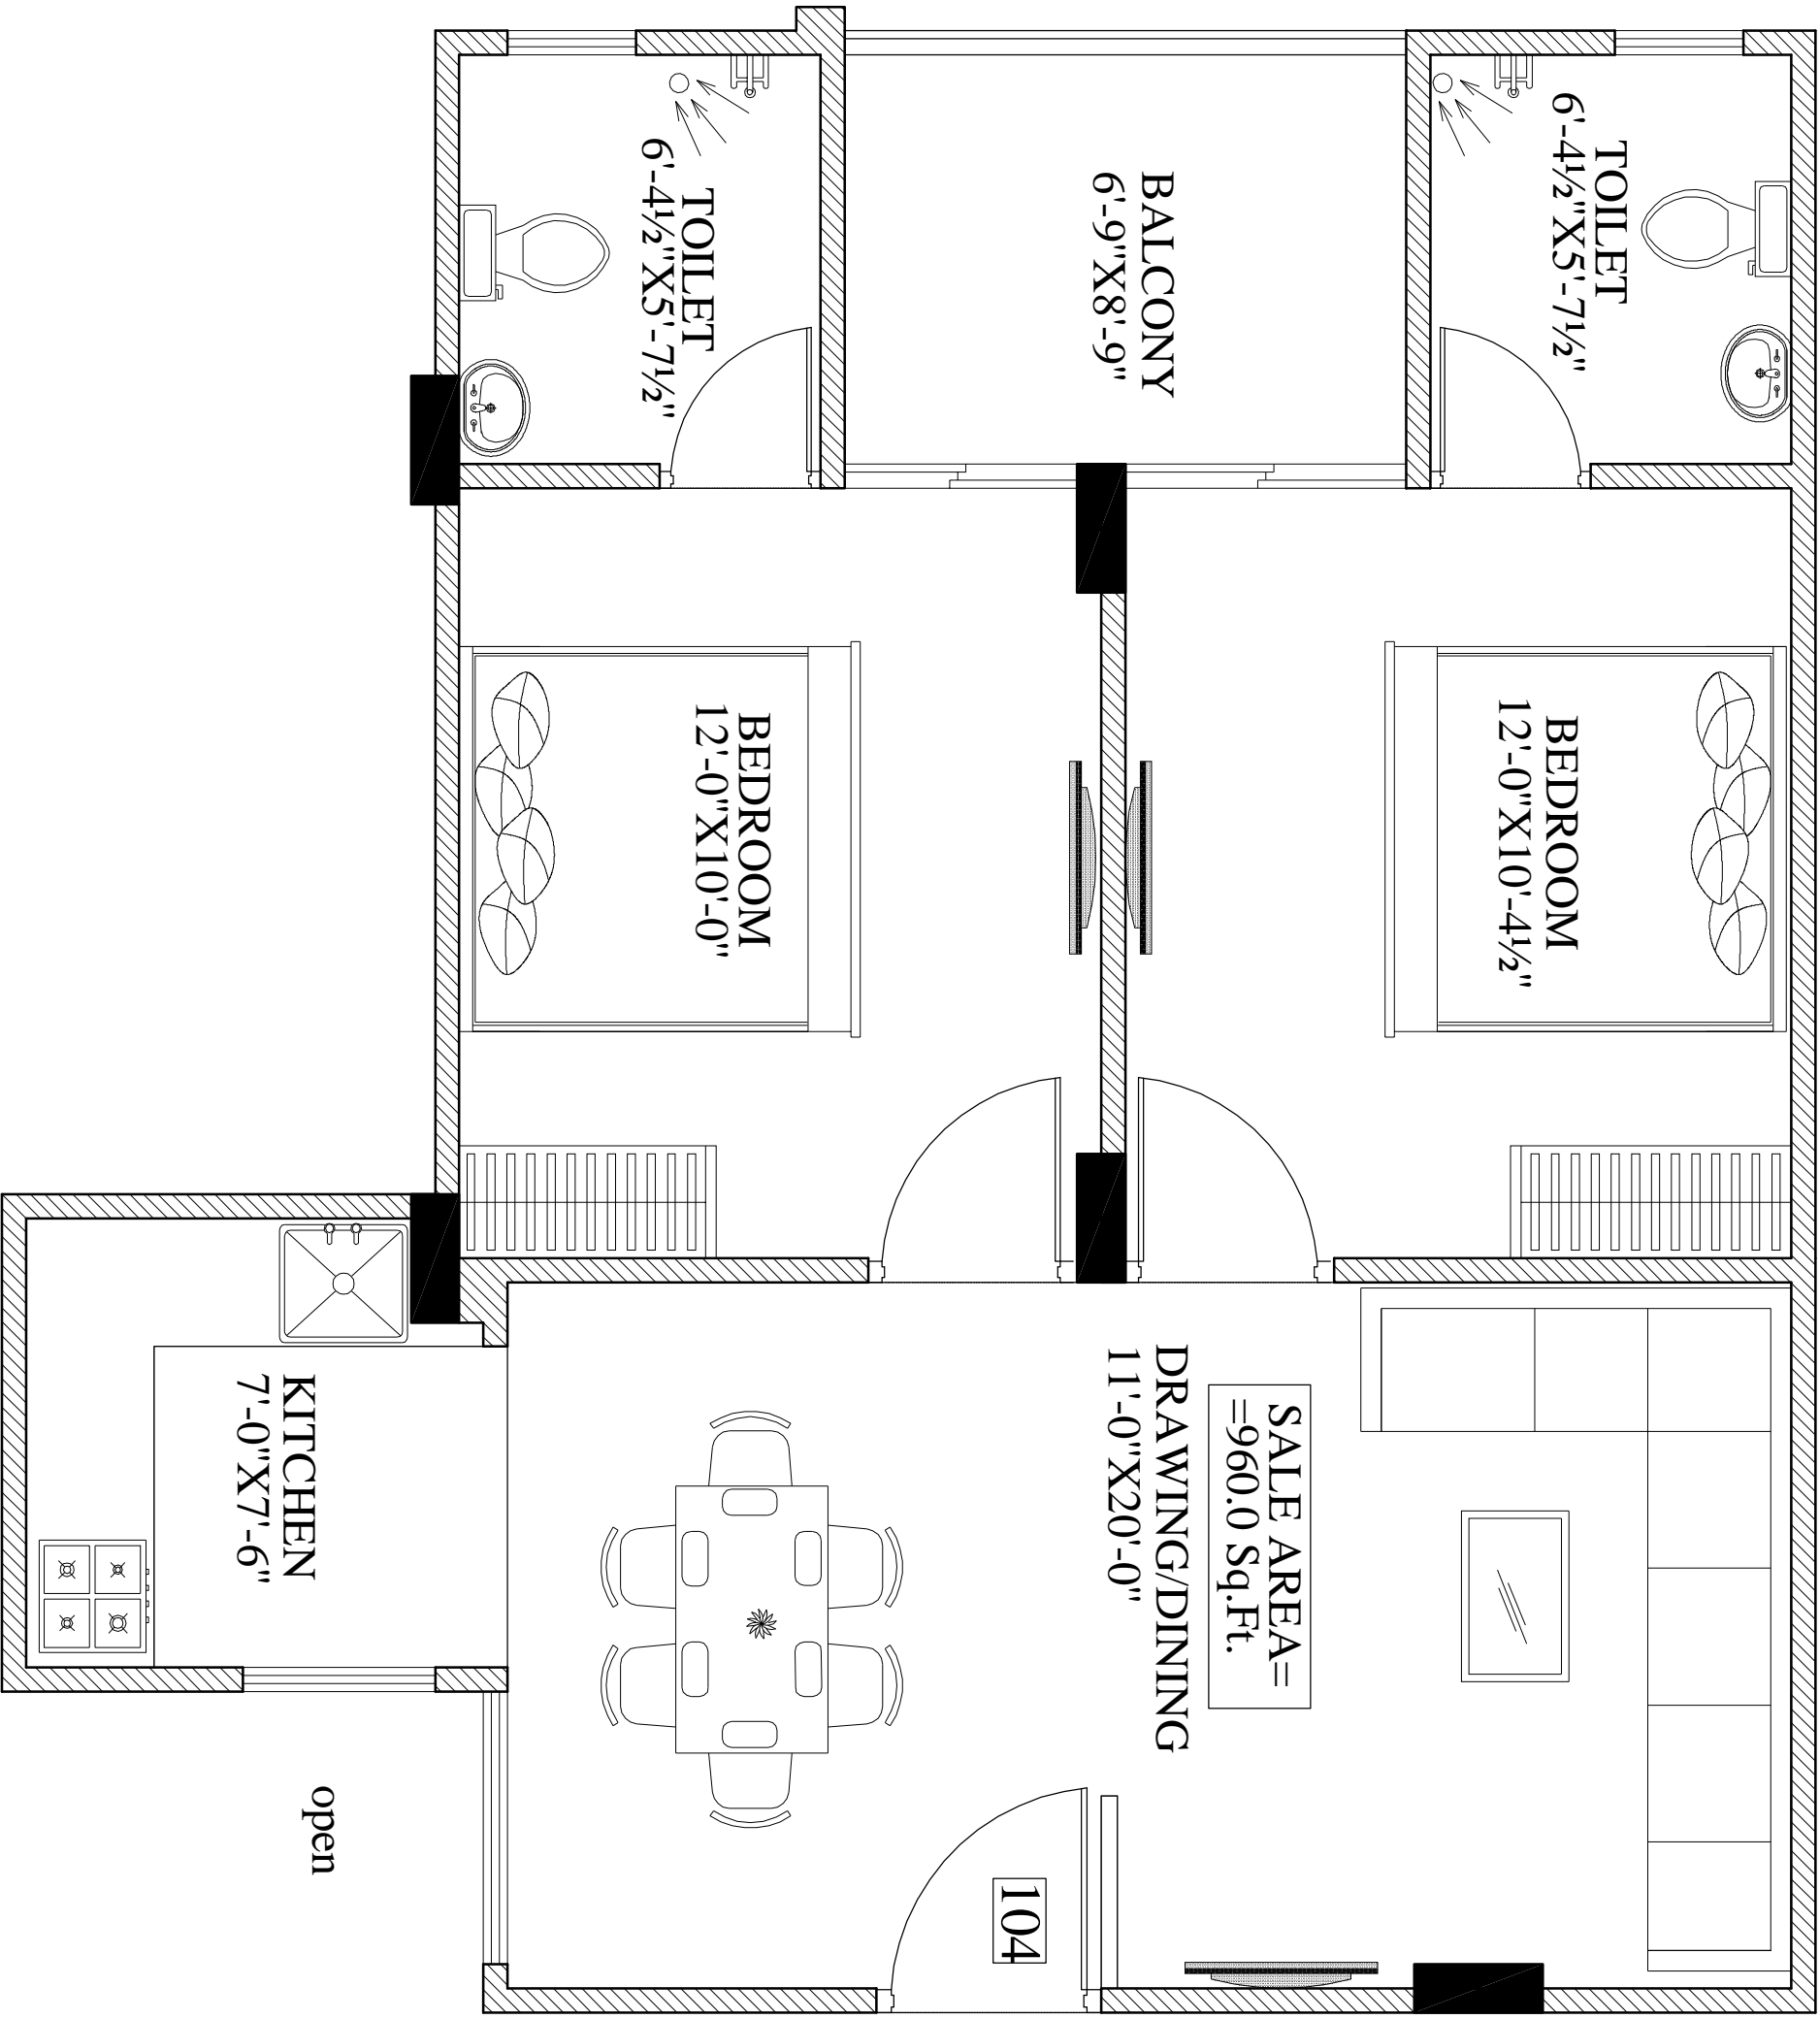 TOILET
6'-4½"X5'-7½"
BALCONY
6'-9"X8'-9"
TOILET
6'-4½"X5'-7½"
BEDROOM
12'-0"X10'-4½"
BEDROOM
12'-0"X10'-0"
SALE AREA=
=960.0 Sq.Ft.
DRAWING/DINING
11'-0"X20'-0"
KITCHEN
7'-0"X7'-6"
104
open